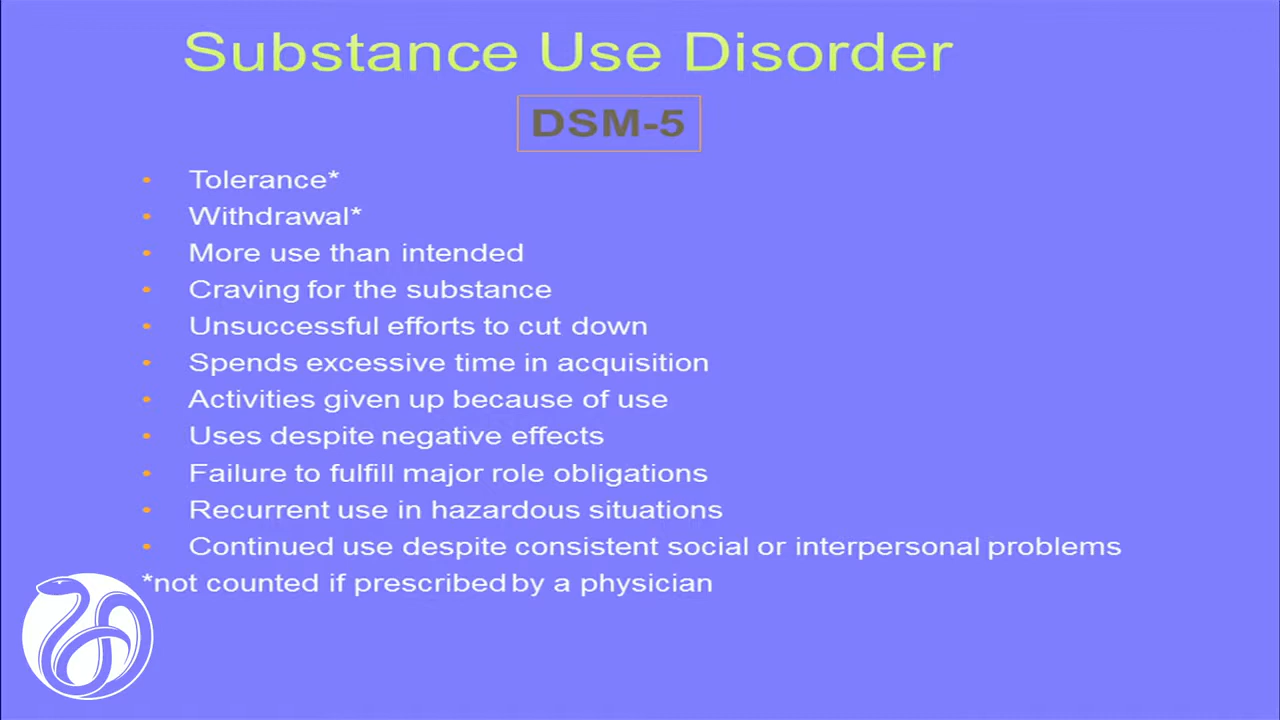 Substance Use Disorder
DSM-5
• Tolerance*
• Withdrawal*
• More use than intended
• Craving for the substance
• Unsuccessful efforts to cut down
• Spends excessive time in acquisition
• Activities given up because of use
• Uses despite negative effects
• Failure to fulfill major role obligations
• Recurrent use in hazardous situations
• Continued use despite consistent social or interpersonal problems
*not counted if prescribed by a physician